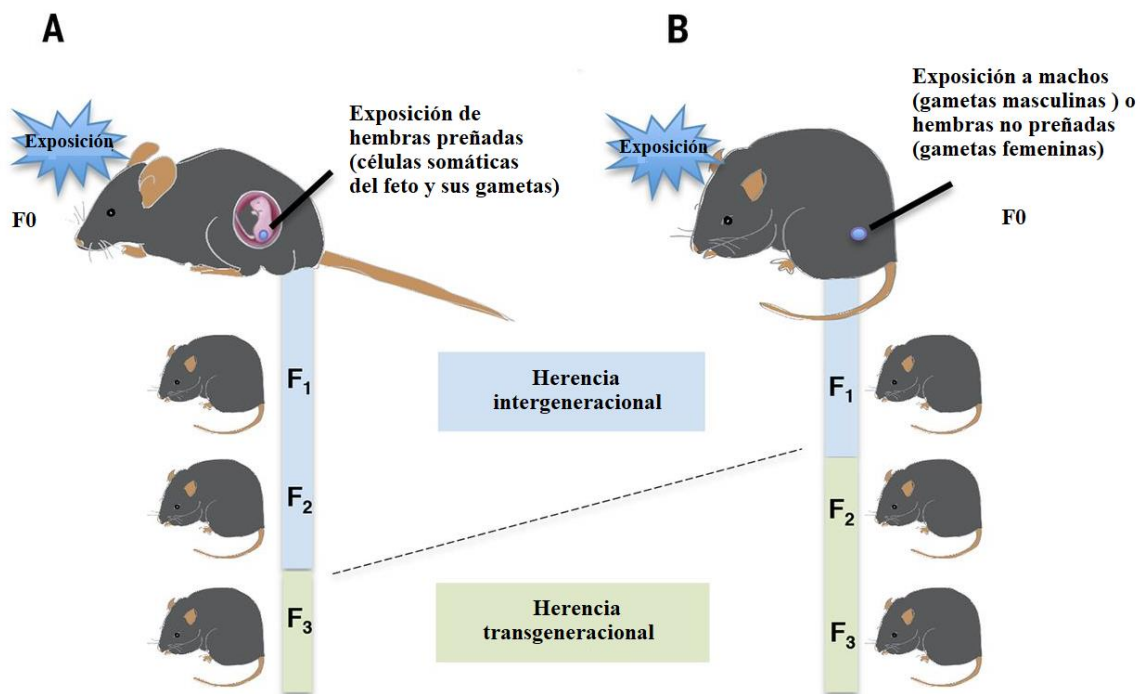 A
B
Exposición
Exposición de
hembras preñadas
(células somáticas
del feto y sus gametas)
F0
Exposición
Exposición a machos
(gametas masculinas ) o
hembras no preñadas
(gametas femeninas)
F0
F1
Herencia
intergeneracional
F1
F2
F2
F3
Herencia
transgeneracional
F3